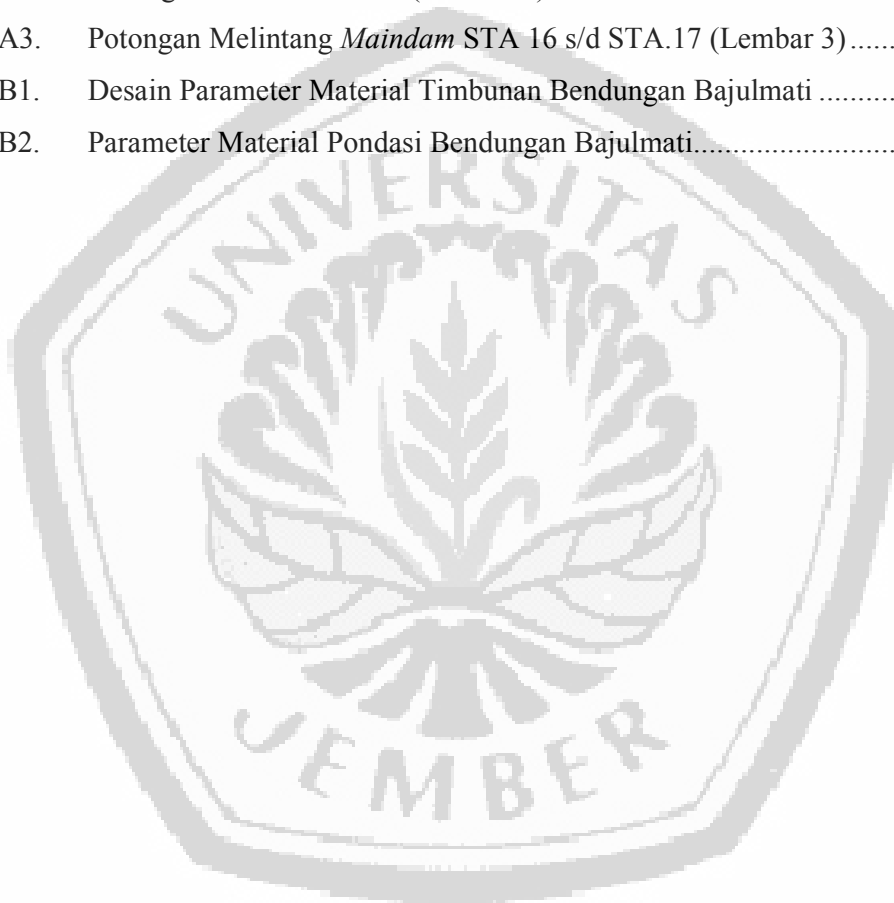 A3. Potongan Melintang Maindam STA 16 s/d STA.17 (Lembar 3)......
B1. Desain Parameter Material Timbunan Bendungan Bajulmati ..........
B2. Parameter Material Pondasi Bendungan Bajulmati..........................
UNIVERSITAS
JEMBER